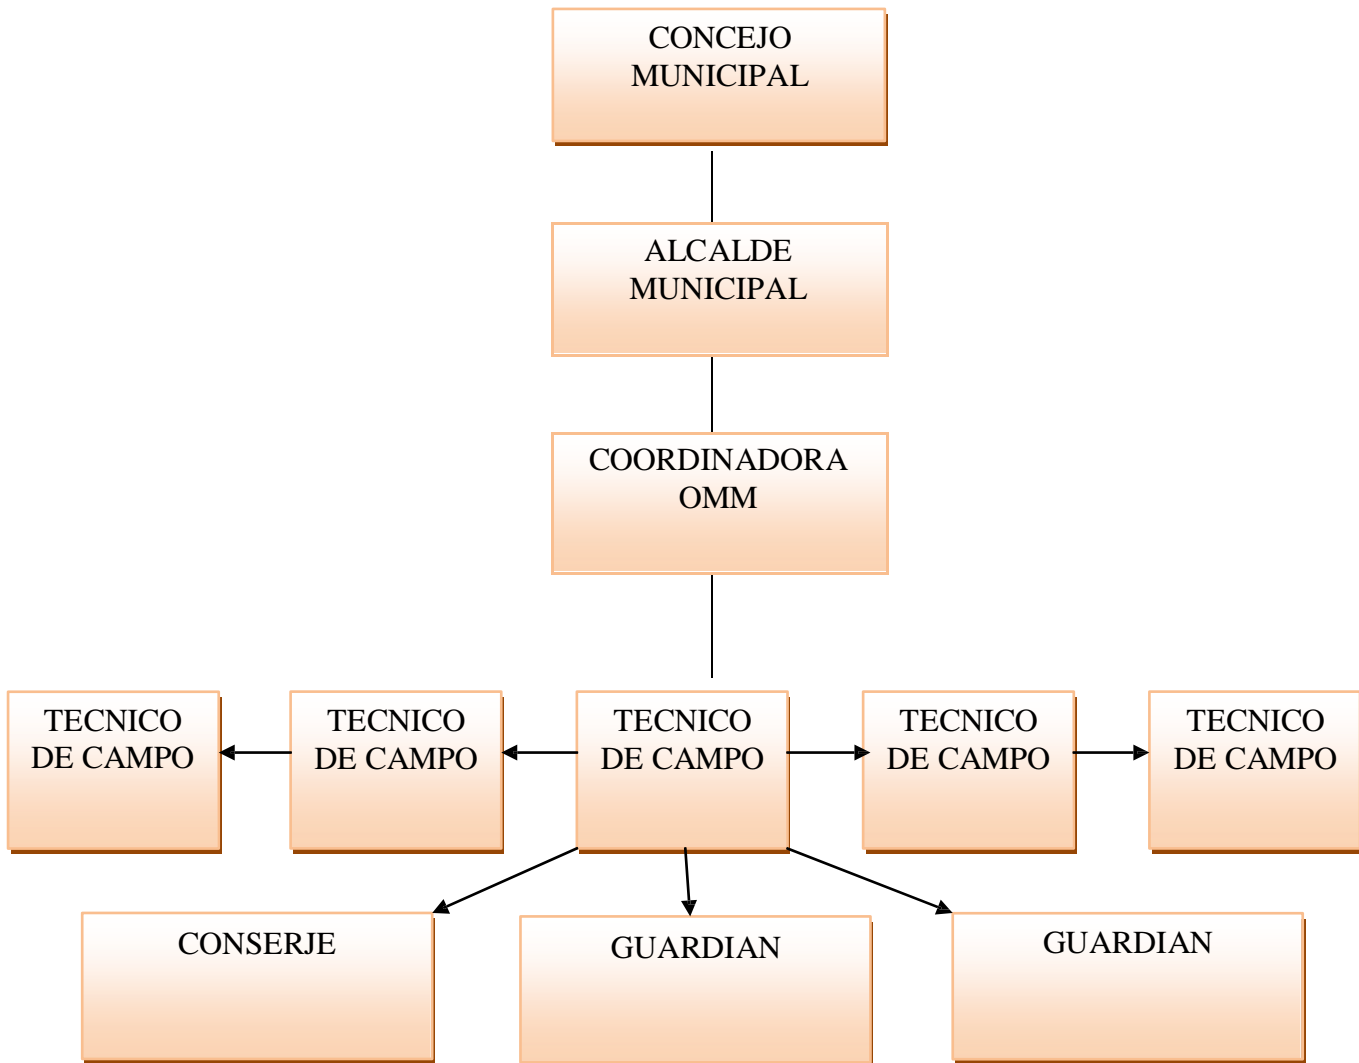 CONCEJO
MUNICIPAL
ALCALDE
MUNICIPAL
COORDINADORA
OMM
TECNICO
DE CAMPO
TECNICO
DE CAMPO
TECNICO
DE CAMPO
TECNICO
DE CAMPO
TECNICO
DE CAMPO
CONSERJE
GUARDIAN
GUARDIAN